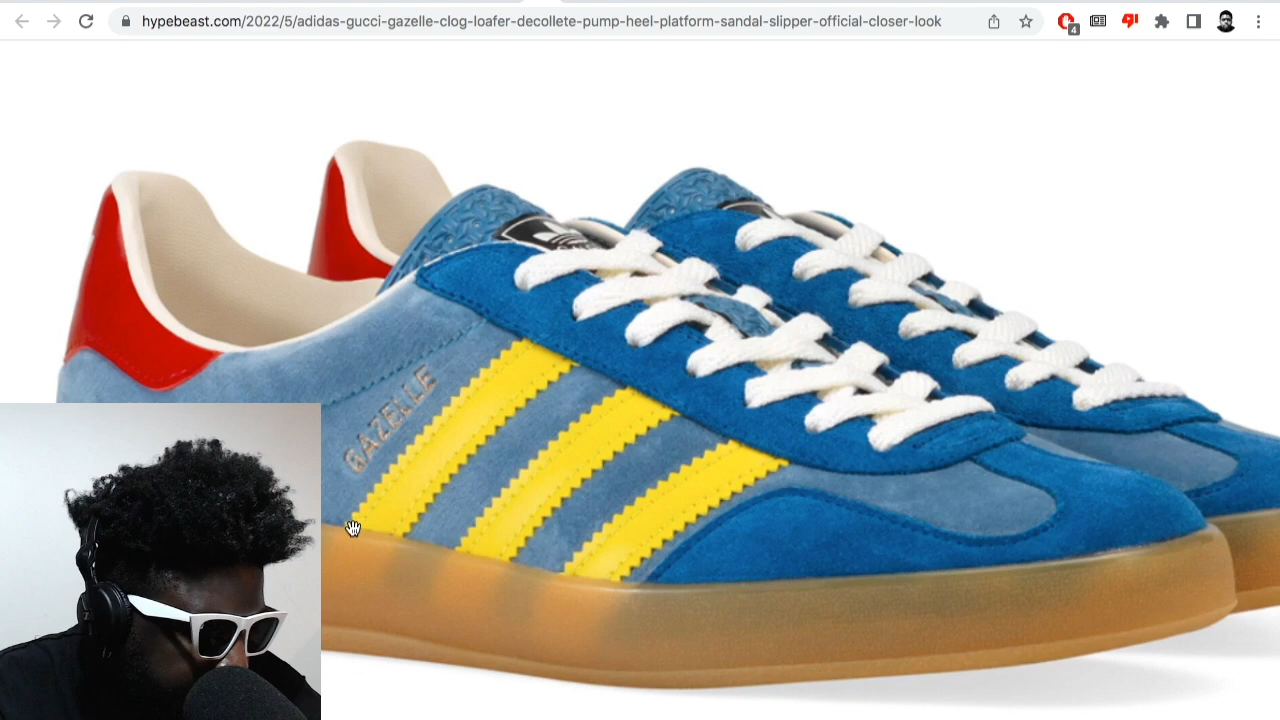 hypebeast.com/2022/5/adidas-gucci-gazelle-clog-loafer-decollete-pump-heel-platform-sandal-slipper-official-closer-look
4
GAZELLE